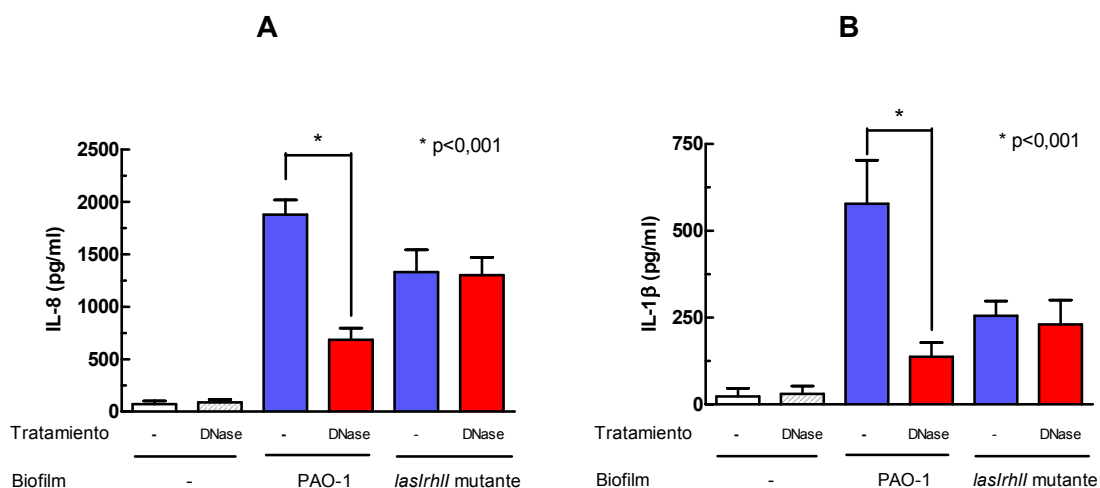 A
IL-8 (pg/ml)
2500
2000
1500
1000
500
0
*
* p<0,001
Tratamiento - DNase - DNase - DNase
Biofilm - PAO-1 lasIrhlI mutante
B
IL-1β (pg/ml)
750
500
250
0
*
* p<0,001
- DNase - DNase - DNase
- PAO-1 lasIrhlI mutante